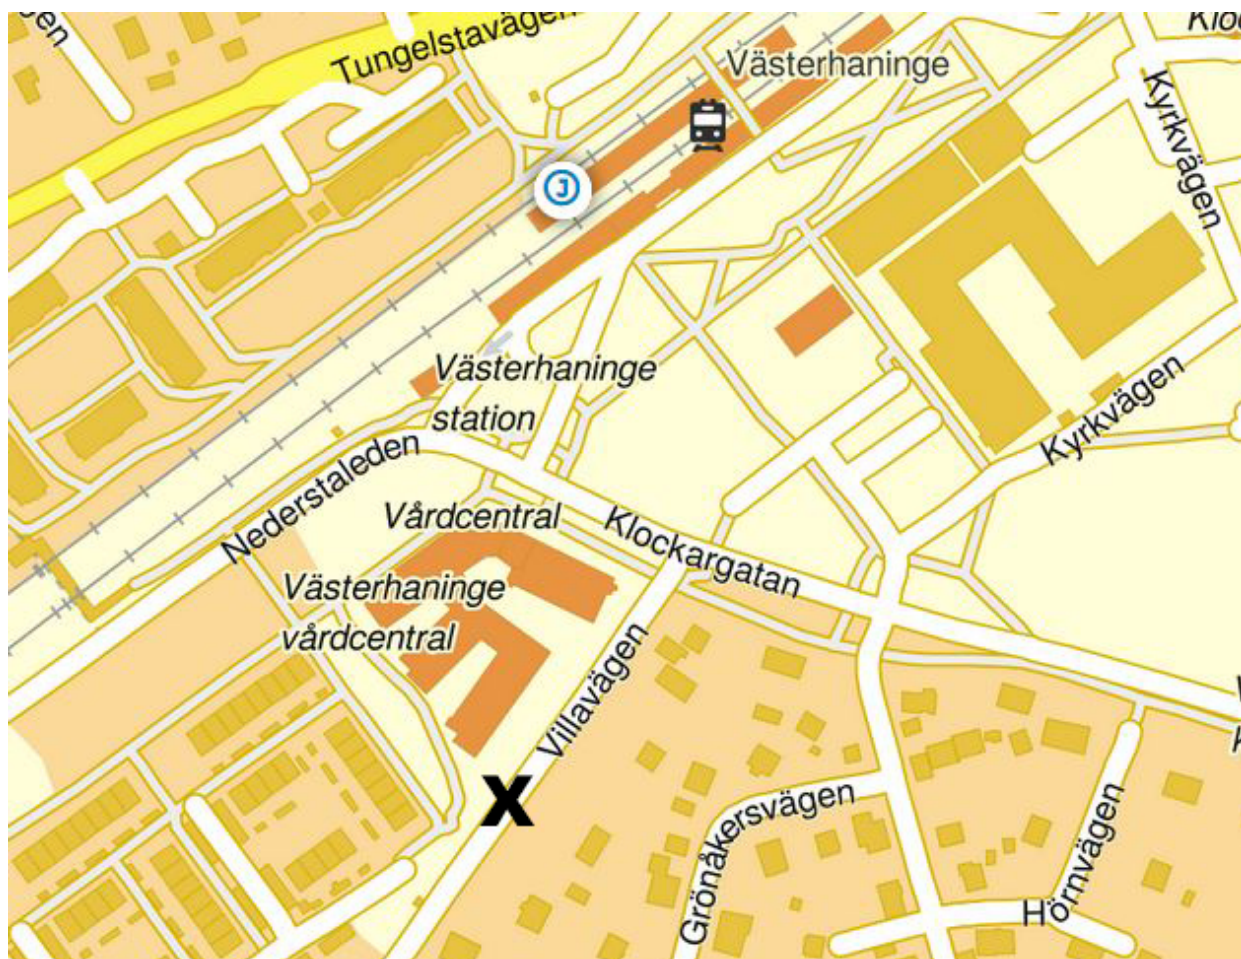 Tungelstavägen
Västerhaninge
J
Kyrkvägen
Västerhaninge
station
Kyrkvägen
Nederstaleden
Vårdcentral
Klockargatan
Västerhaninge
vårdcentral
Villavägen
X
Grönåkersvägen
Hörnvägen